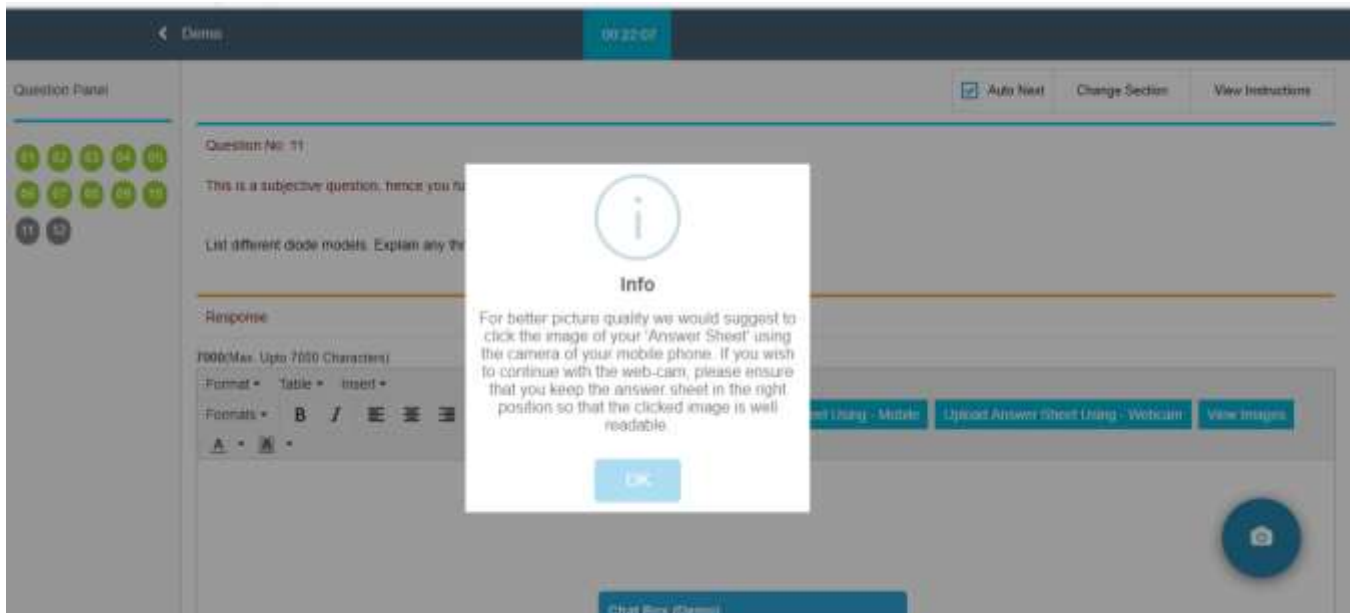 Demo
00:22:07
Question Panel
Auto Next Change Section View Instructions
01 02 03 04 05
06 07 08 09 10
11 12
Question No: 11
This is a subjective question, hence you
List different diode models. Explain any
Info
For better picture quality we would suggest to
click the image of your 'Answer Sheet' using
the camera of your mobile phone. If you wish
to continue with the web-cam, please ensure
that you keep the answer sheet in the right
position so that the clicked image is well
readable.
OK
Response
(Max. Upto 7000 Characters)
Format Table Insert
Formats B I
Using - Mobile Upload Answer Sheet Using - Webcam View Images
A A
Chat Box (Demo)